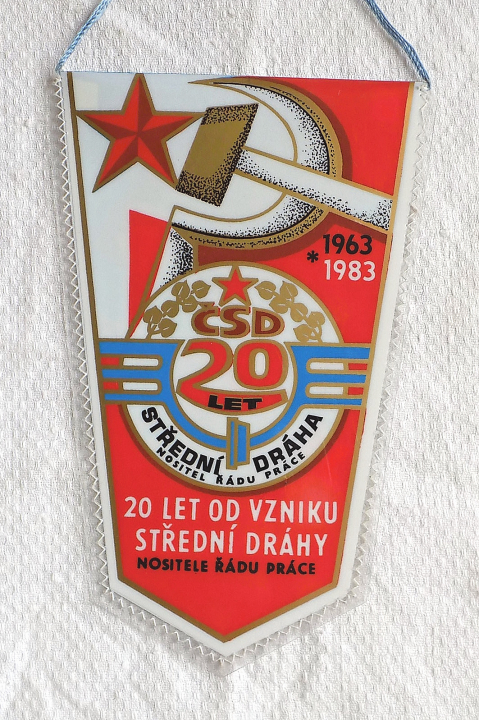 1963
* 1983
ČSD
20
LET
STŘEDNÍ DRÁHA
NOSITEL ŘÁDU PRÁCE
20 LET OD VZNIKU
STŘEDNÍ DRÁHY
NOSITELE ŘÁDU PRÁCE